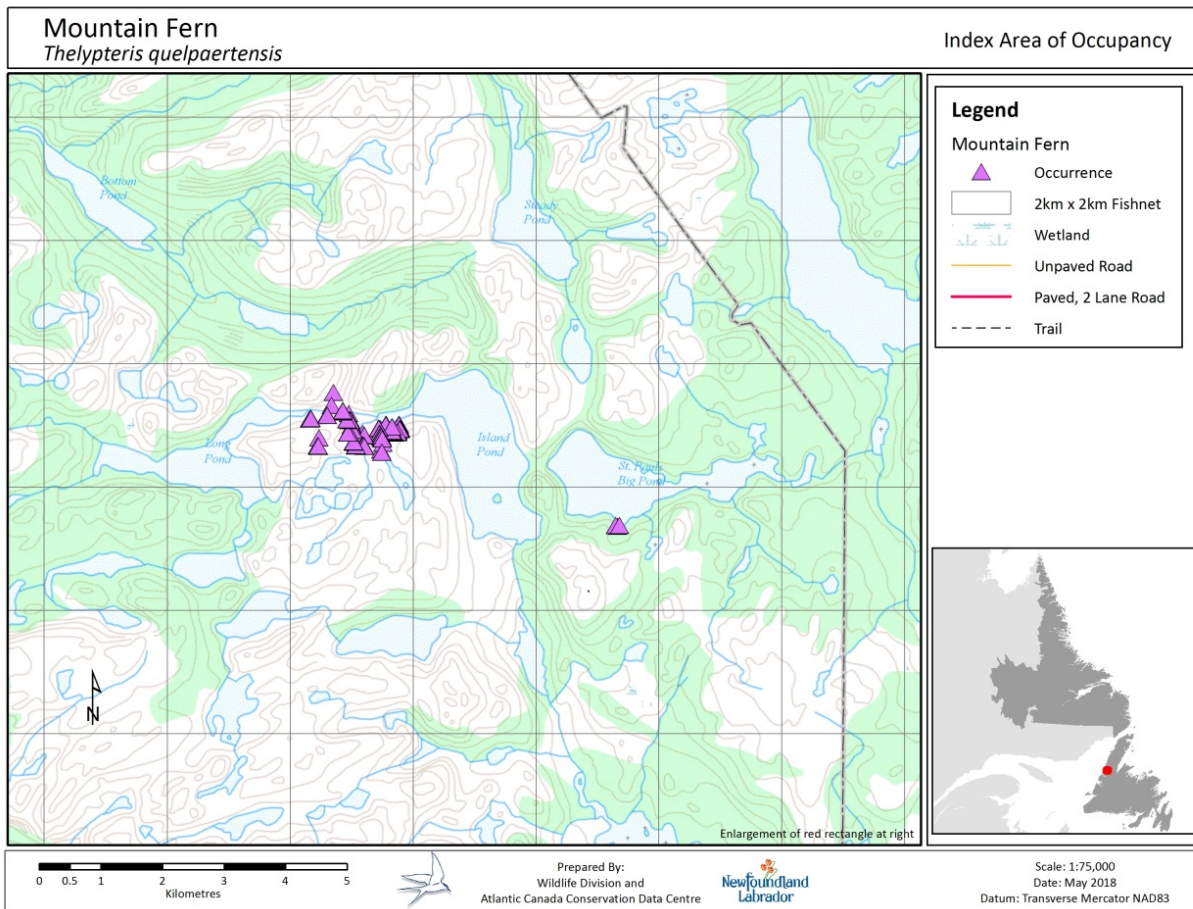 Mountain Fern
Thelypteris quelpaertensis
Index Area of Occupancy
Bottom
Pond
Steady
Pond
Long
Pond
Island
Pond
St. Pauls
Big Pond
N
Enlargement of red rectangle at right
Legend
Mountain Fern
Occurrence
2km x 2km Fishnet
Wetland
Unpaved Road
Paved, 2 Lane Road
Trail
0 0.5 1 2 3 4 5
Kilometres
Prepared By:
Wildlife Division and
Atlantic Canada Conservation Data Centre
Newfoundland
Labrador
Scale: 1:75,000
Date: May 2018
Datum: Transverse Mercator NAD83